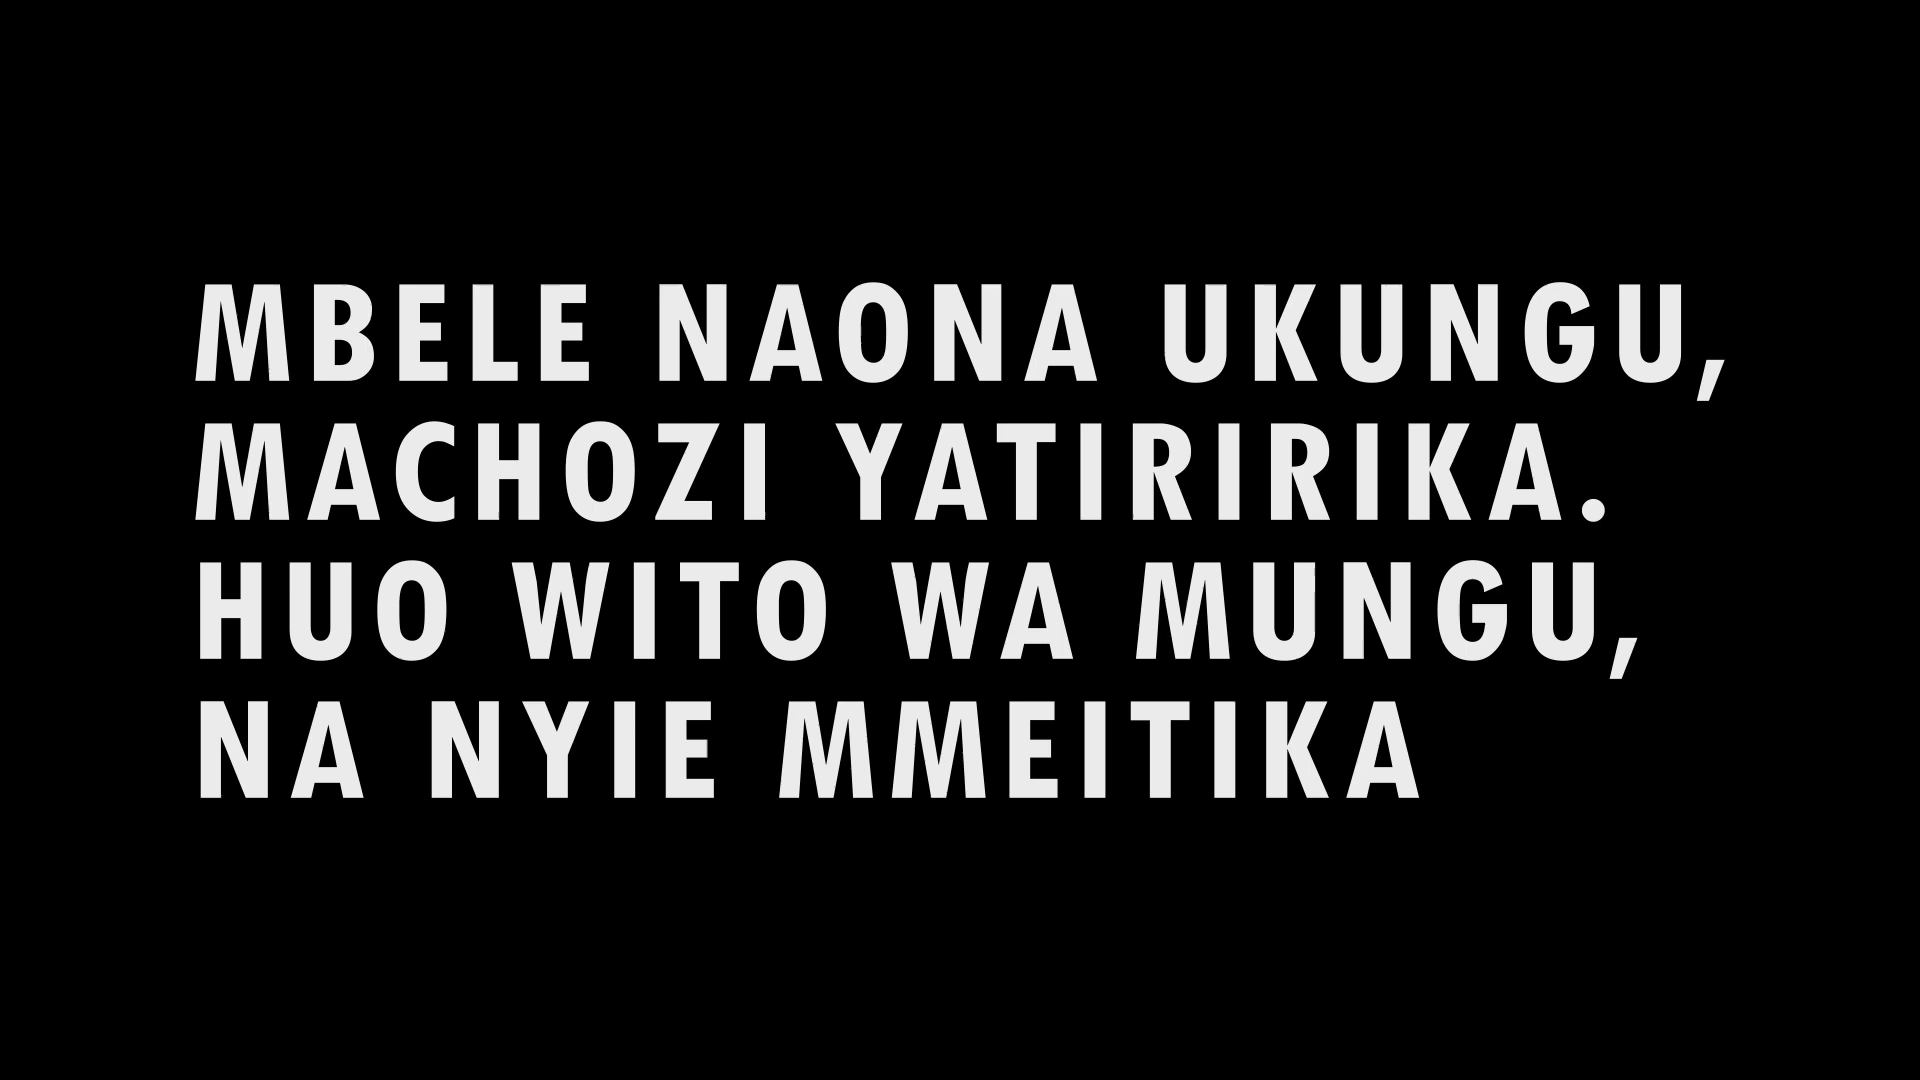 MBELE NAONA UKUNGU,
MACHOZI YATIRIRIKA.
HUO WITO WA MUNGU,
NA NYIE MMEITIKA